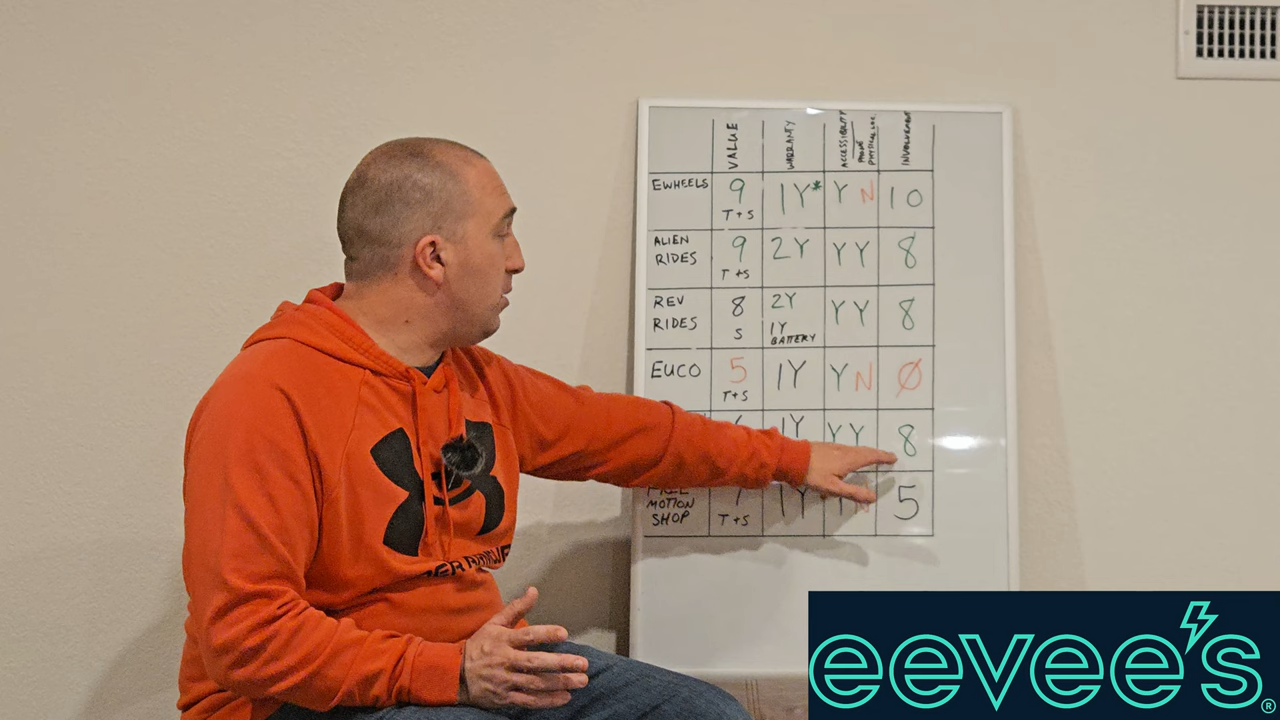 VALUE
WARRANTY
ACCESSIBILITY
PHONE
PHYSICAL LOC.
INVOLVEMENT
EWHEELS 9 1Y* Y N 10
T+S
ALIEN 9 2Y Y Y 8
RIDES T+S
REV 8 2Y Y Y 8
RIDES S 1Y
BATTERY
EUCO 5 1Y Y N Ø
T+S
1Y Y Y 8
1Y 5
MOTION
SHOP T+S
UNDER ARMOUR
eevee's®